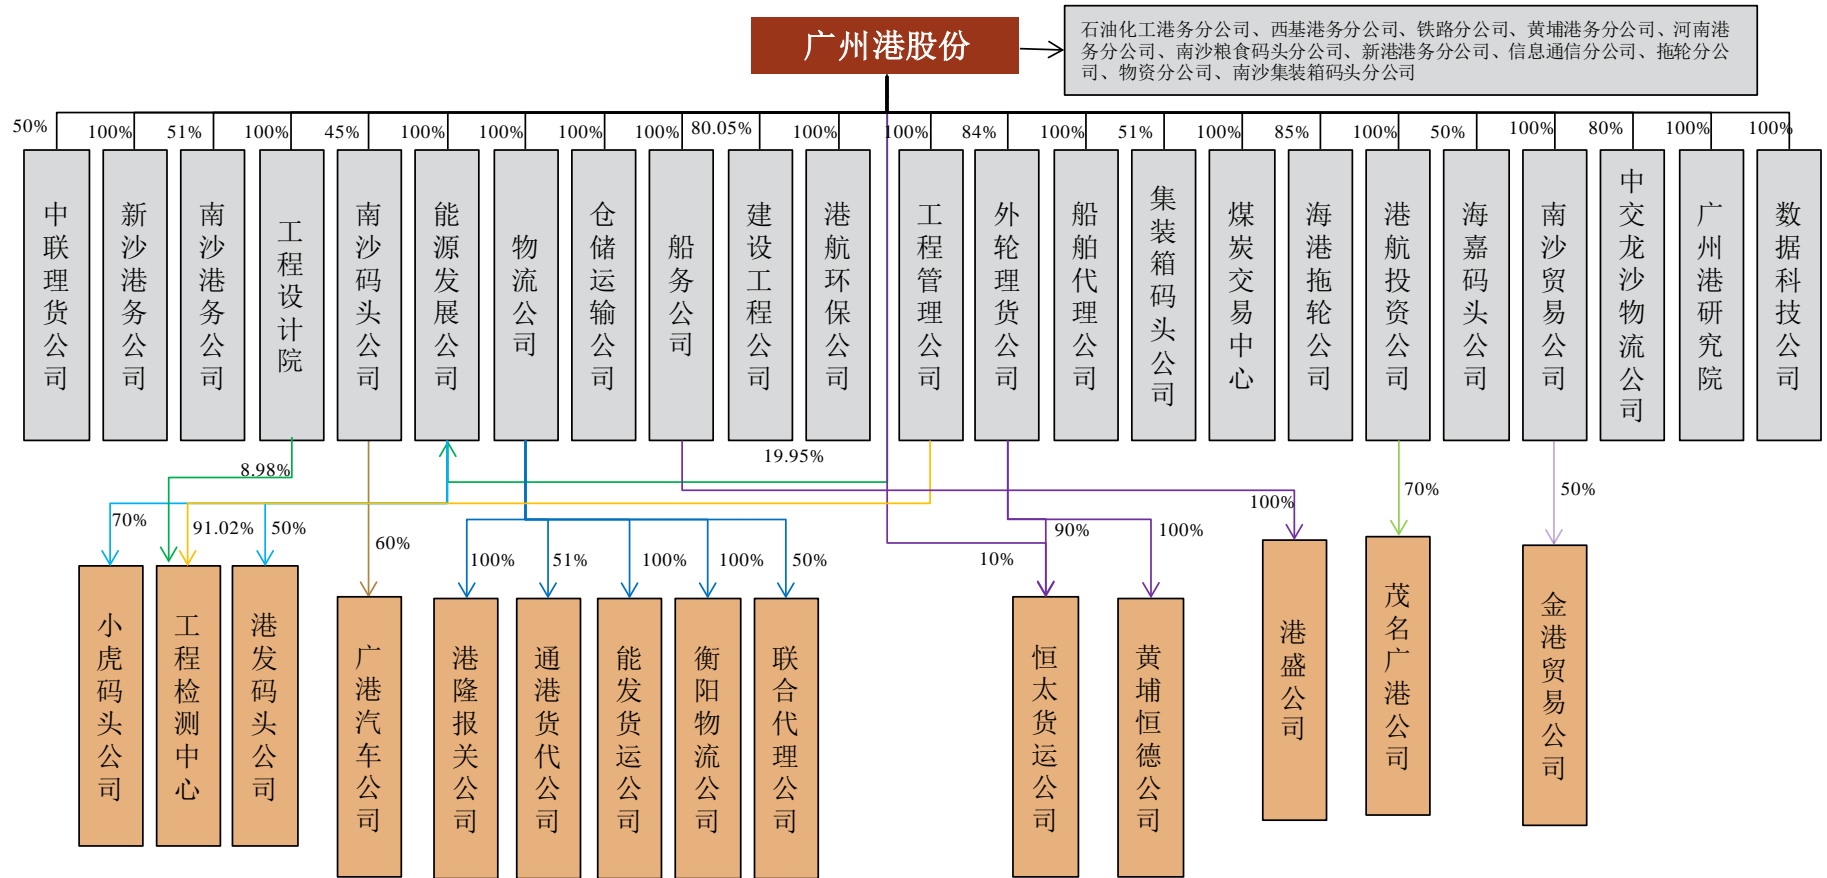 广州港股份
石油化工港务分公司、西基港务分公司、铁路分公司、黄埔港务分公司、河南港
务分公司、南沙粮食码头分公司、新港港务分公司、信息通信分公司、拖轮分公
司、物资分公司、南沙集装箱码头分公司
50%
100%
51%
100%
45%
100%
100%
100%
100%
80.05%
100%
100%
84%
100%
51%
100%
85%
100%
50%
100%
80%
100%
100%
中联理货公司
新沙港务公司
南沙港务公司
工程设计院
南沙码头公司
能源发展公司
物流公司
仓储运输公司
船务公司
建设工程公司
港航环保公司
工程管理公司
外轮理货公司
船舶代理公司
集装箱码头公司
煤炭交易中心
海港拖轮公司
港航投资公司
海嘉码头公司
南沙贸易公司
中交龙沙物流公司
广州港研究院
数据科技公司
8.98%
19.95%
70%
91.02%
50%
60%
100%
51%
100%
100%
50%
10%
90%
100%
100%
70%
50%
小虎码头公司
工程检测中心
港发码头公司
广港汽车公司
港隆报关公司
通港货代公司
能发货运公司
衡阳物流公司
联合代理公司
恒太货运公司
黄埔恒德公司
港盛公司
茂名广港公司
金港贸易公司